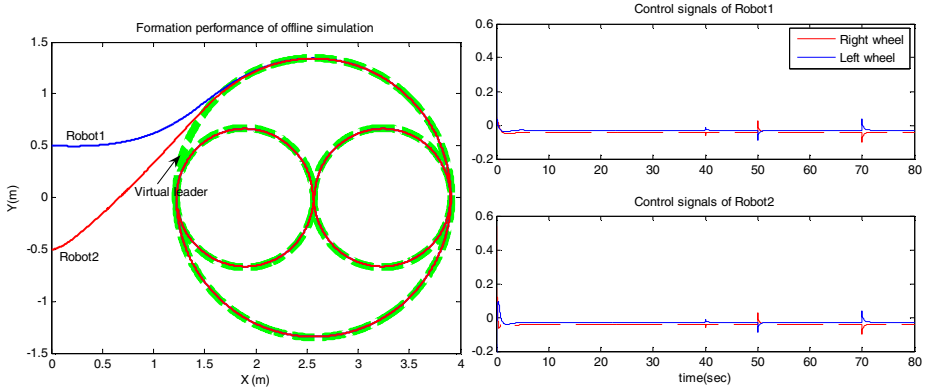 Formation performance of offline simulation
1.5
1
0.5
0
-0.5
-1
-1.5
Y(m)
Robot1
Virtual leader
Robot2
0 0.5 1 1.5 2 2.5 3 3.5 4
X (m)
Control signals of Robot1
0.6
0.4
0.2
0
-0.2
Right wheel
Left wheel
0 10 20 30 40 50 60 70 80
Control signals of Robot2
0.6
0.4
0.2
0
-0.2
0 10 20 30 40 50 60 70 80
time(sec)